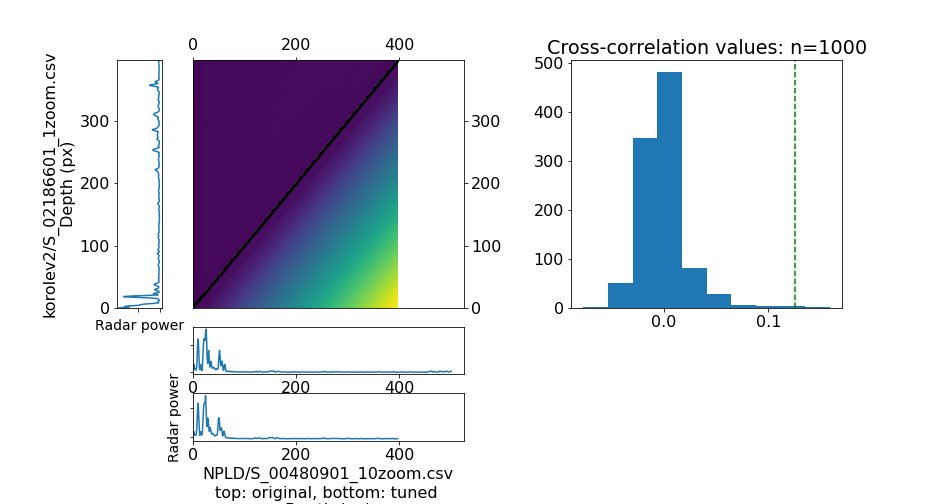 0 200 400
Cross-correlation values: n=1000
korolev2/S_02186601_1zoom.csv
Depth (px)
300
200
100
0
Radar power
300
200
100
0
500
400
300
200
100
0
0.0 0.1
0 200 400
Radar power
0 200 400
NPLD/S_00480901_10zoom.csv
top: original, bottom: tuned